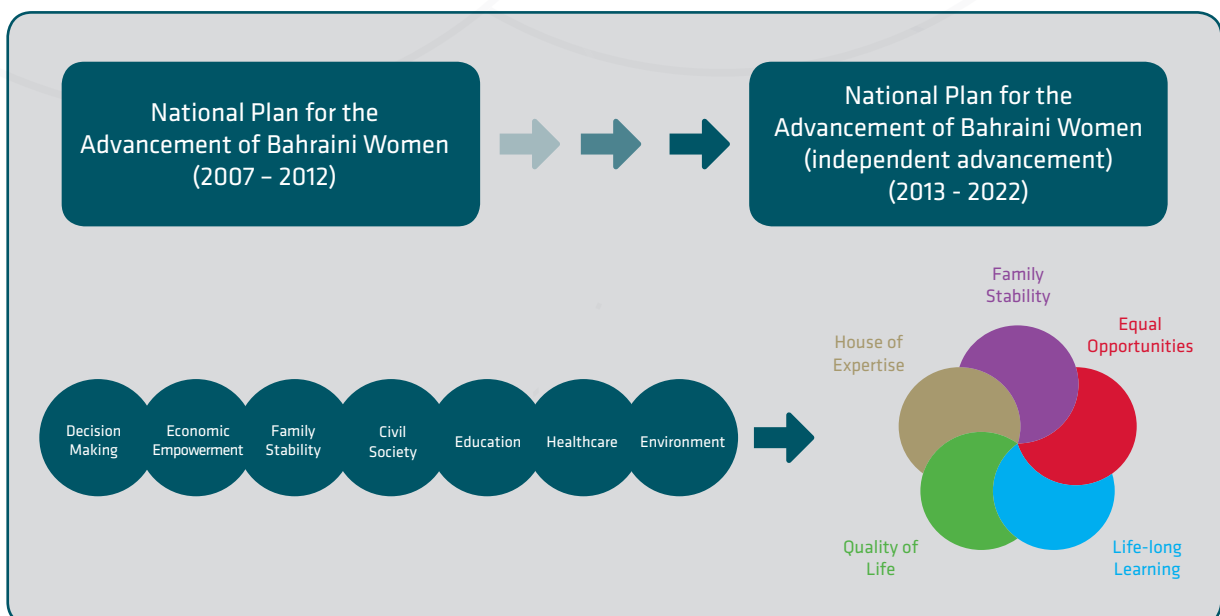 National Plan for the
Advancement of Bahraini Women
(2007 – 2012)
National Plan for the
Advancement of Bahraini Women
(independent advancement)
(2013 - 2022)
Decision
Making
Economic
Empowerment
Family
Stability
Civil
Society
Education
Healthcare
Environment
Family
Stability
Equal
Opportunities
House of
Expertise
Quality of
Life
Life-long
Learning